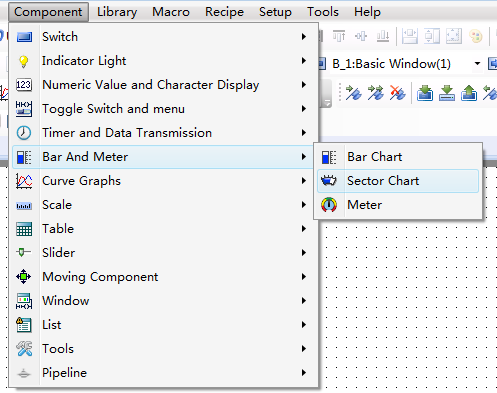 Component Library Macro Recipe Setup Tools Help
Switch
Indicator Light
B_1:Basic Window(1)
Numeric Value and Character Display
Toggle Switch and menu
Timer and Data Transmission
Bar And Meter
Bar Chart
Curve Graphs
Sector Chart
Scale
Meter
Table
Slider
Moving Component
Window
List
Tools
Pipeline